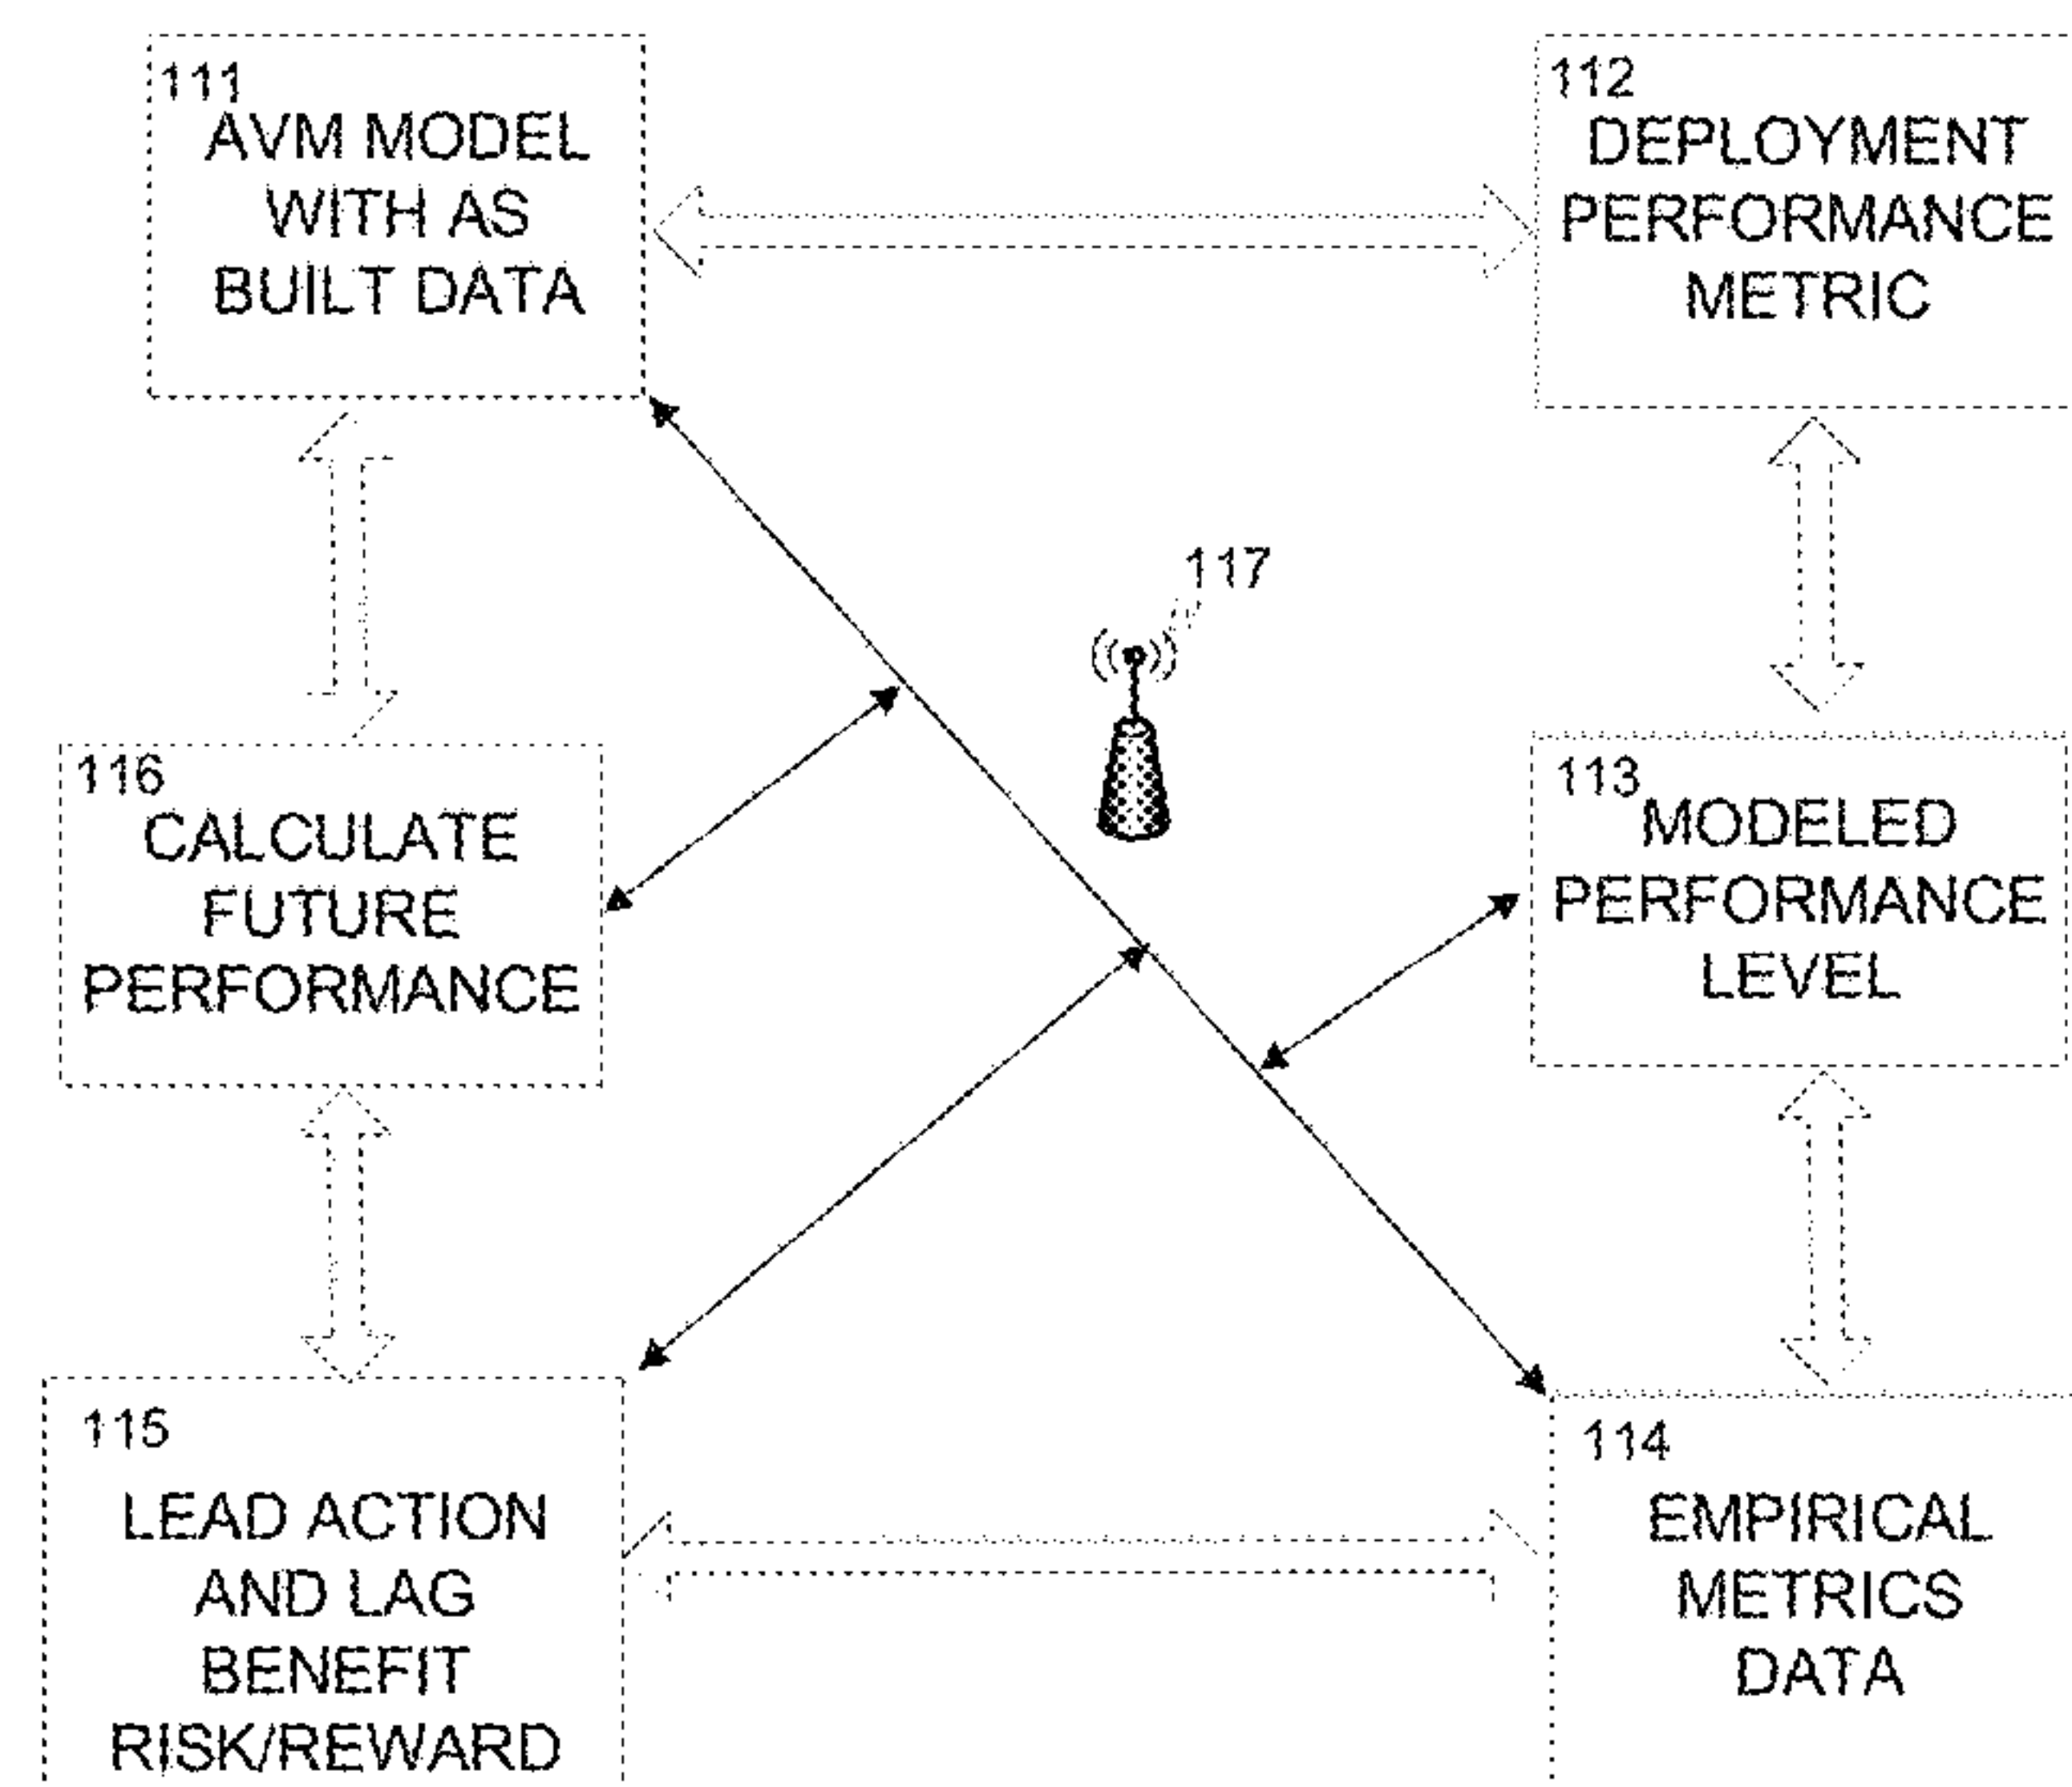 111
AVM MODEL
WITH AS
BUILT DATA
112
DEPLOYMENT
PERFORMANCE
METRIC
117
116
CALCULATE
FUTURE
PERFORMANCE
113
MODELED
PERFORMANCE
LEVEL
115
LEAD ACTION
AND LAG
BENEFIT
RISK/REWARD
114
EMPIRICAL
METRICS
DATA